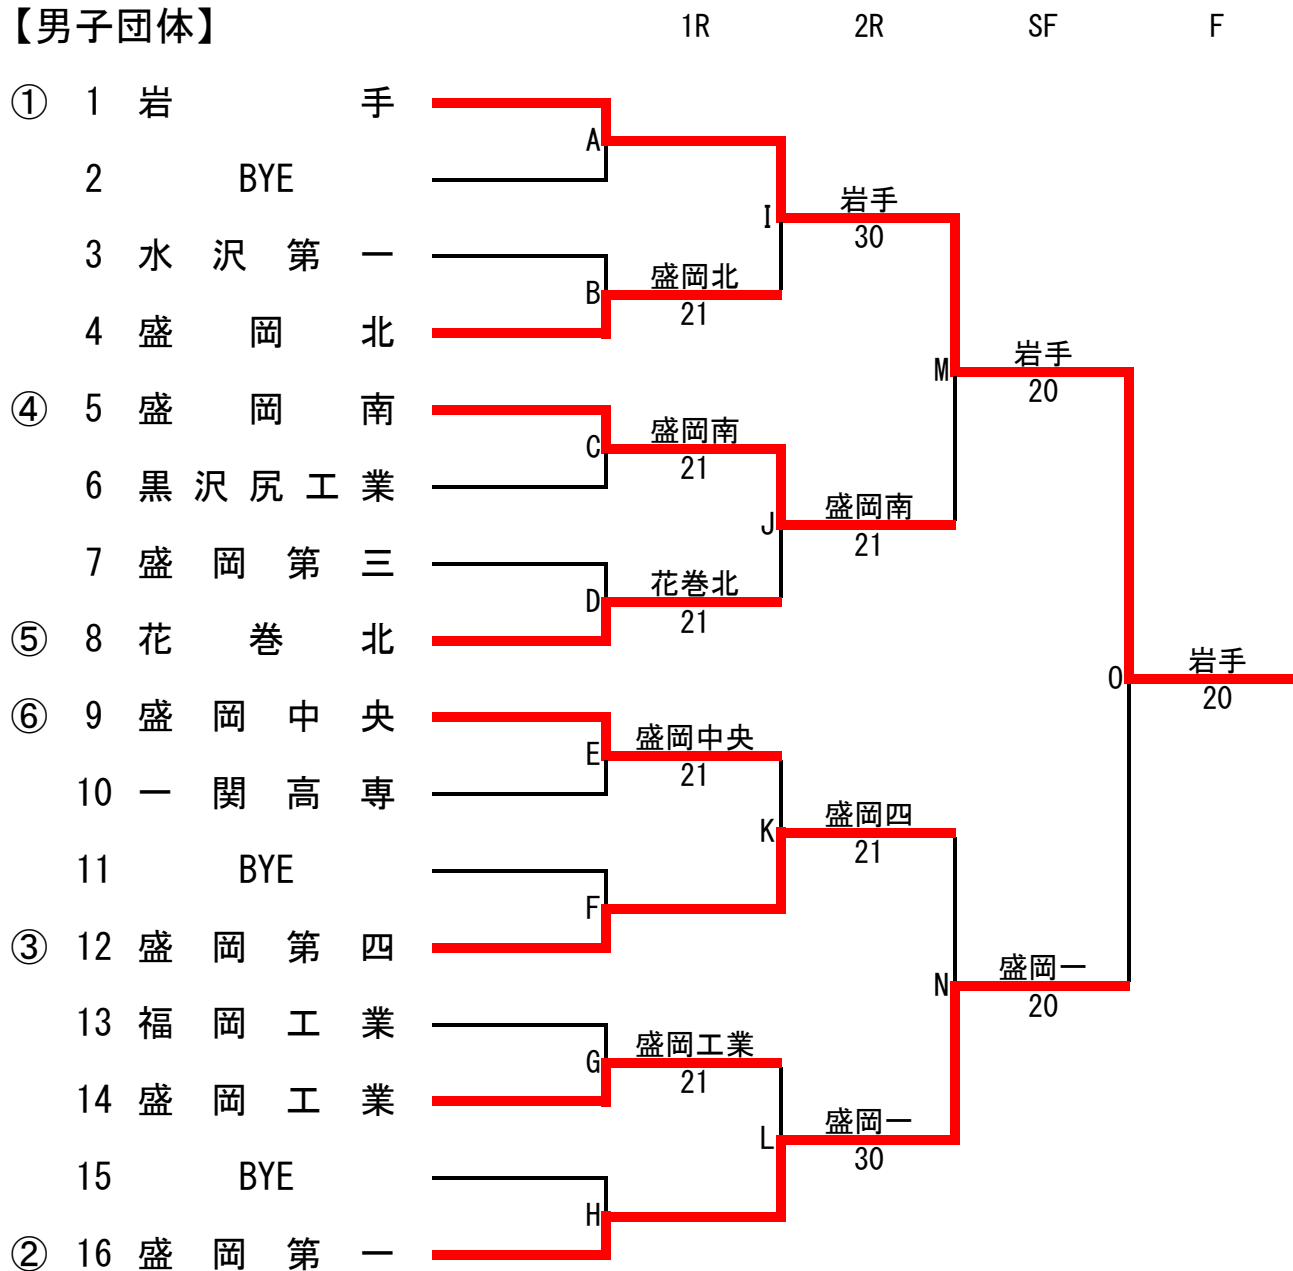 【男子団体】 1R 2R SF F
① 1 岩手
A
2 BYE
I 岩手
30
3 水沢第一
B 盛岡北
21
4 盛岡北
M 岩手
20
④ 5 盛岡南
C 盛岡南
21
6 黒沢尻工業
J 盛岡南
21
7 盛岡第三
D 花巻北
21
⑤ 8 花巻北
O 岩手
20
⑥ 9 盛岡中央
E 盛岡中央
21
10 一関高専
K 盛岡四
21
11 BYE
F
③ 12 盛岡第四
N 盛岡一
20
13 福岡工業
G 盛岡工業
21
14 盛岡工業
L 盛岡一
30
15 BYE
H
② 16 盛岡第一